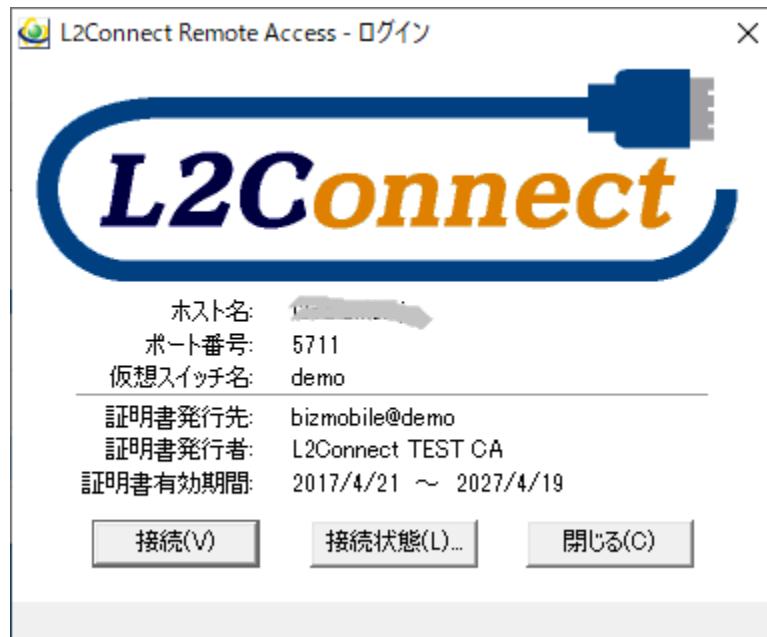 L2Connect Remote Access - ログイン
L2Connect
ホスト名:
ポート番号: 5711
仮想スイッチ名: demo
証明書発行先: bizmobile@demo
証明書発行者: L2Connect TEST CA
証明書有効期間: 2017/4/21 ～ 2027/4/19
接続(V) 接続状態(L)... 閉じる(C)